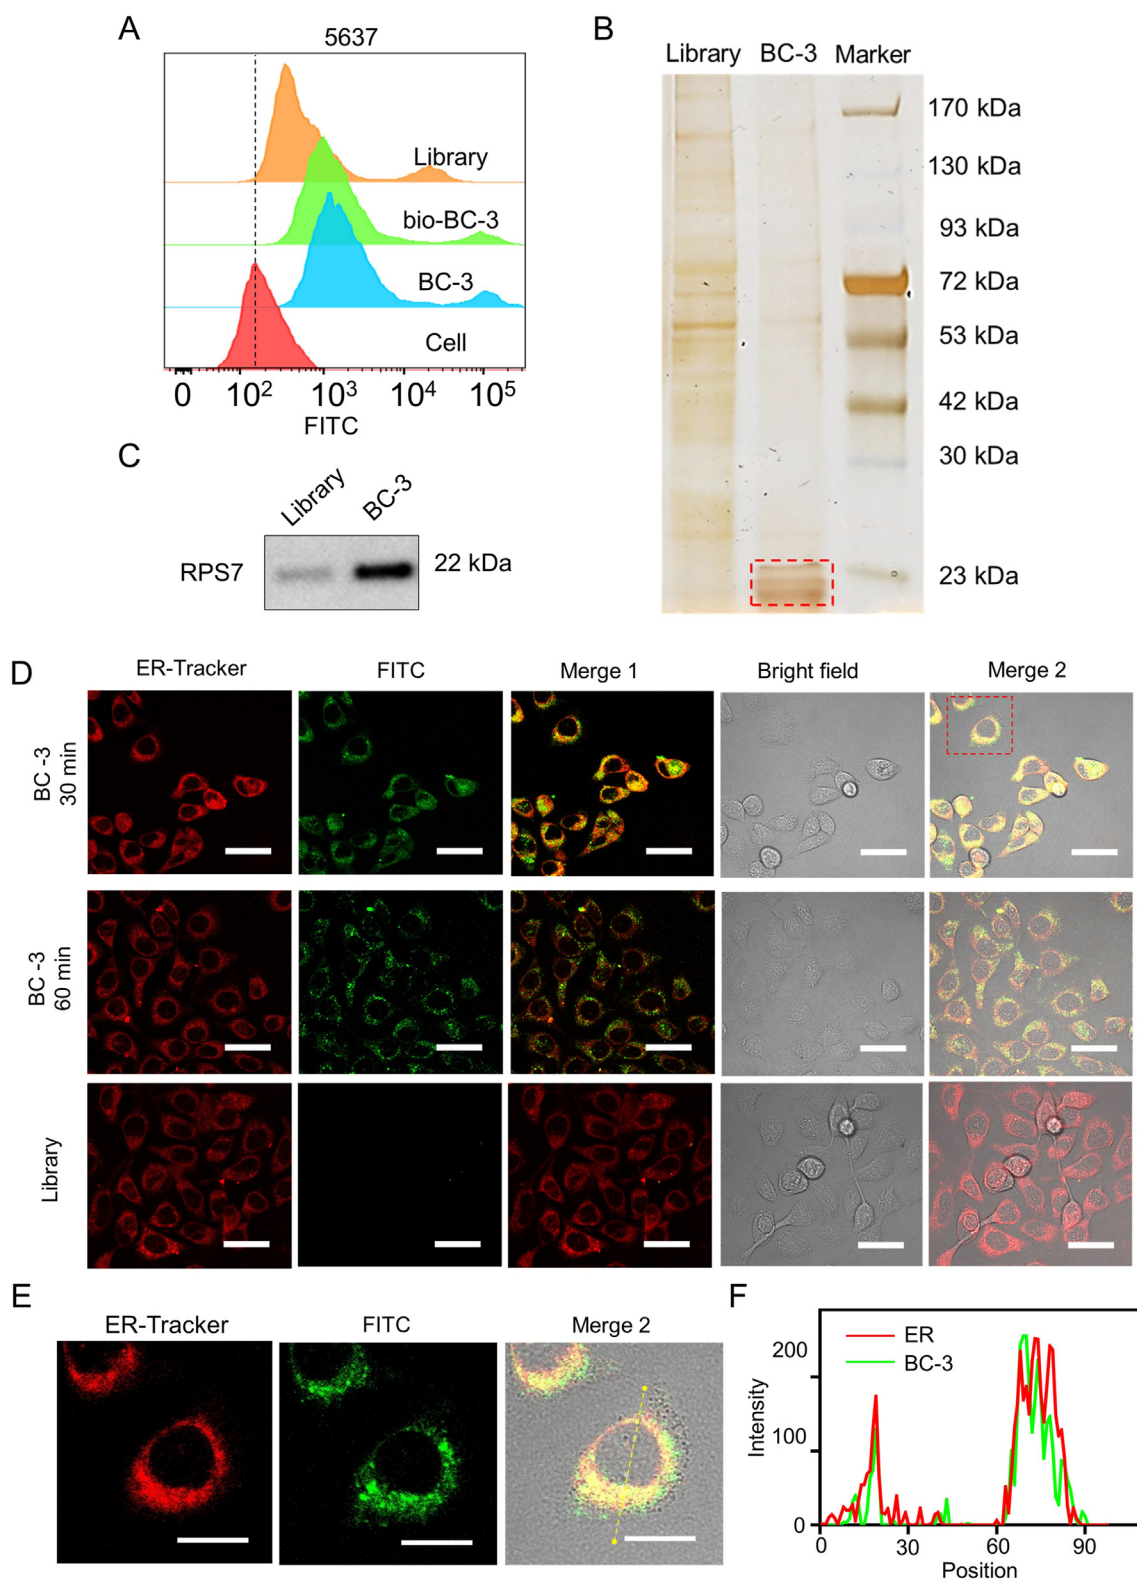 A
5637
Library
bio-BC-3
BC-3
Cell
0 10² 10³ 10⁴ 10⁵
FITC
B
Library BC-3 Marker
170 kDa
130 kDa
93 kDa
72 kDa
53 kDa
42 kDa
30 kDa
23 kDa
C
Library BC-3
RPS7 22 kDa
D
ER-Tracker FITC Merge 1 Bright field Merge 2
BC -3
30 min
BC -3
60 min
Library
E
ER-Tracker FITC Merge 2
F
ER
BC-3
Intensity
200
100
0
0 30 60 90
Position